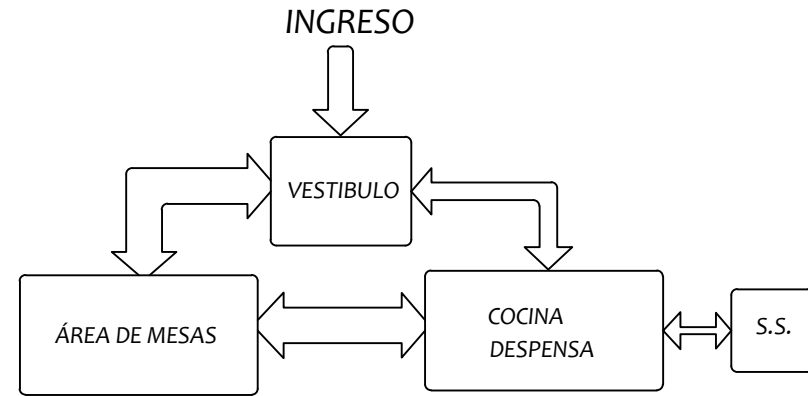 INGRESO
VESTIBULO
ÁREA DE MESAS
COCINA
DESPENSA
S.S.